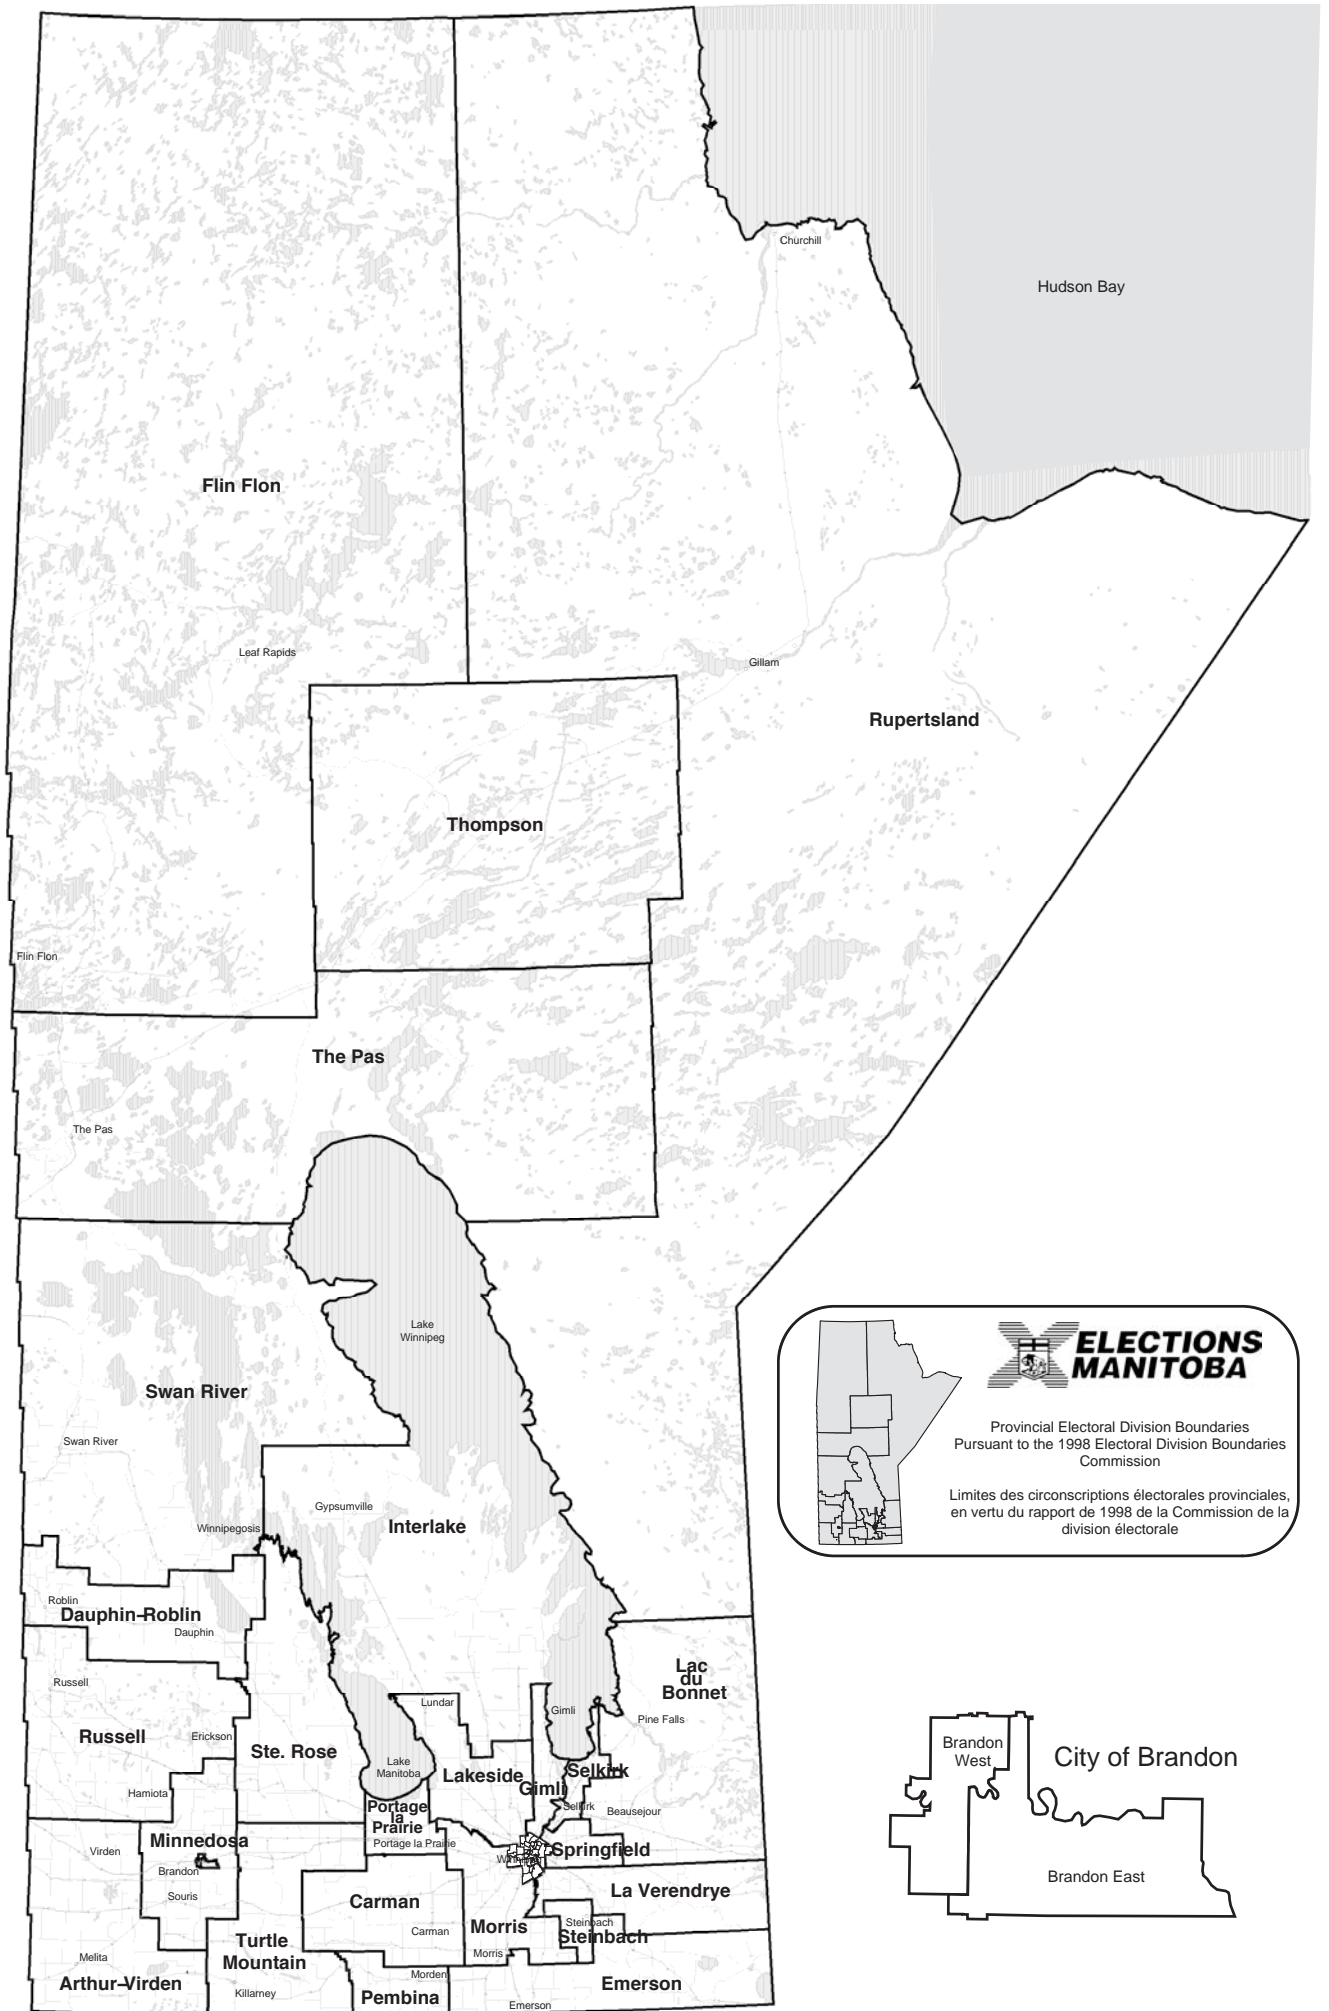 Churchill
Hudson Bay
Flin Flon
Leaf Rapids
Gillam
Rupertsland
Thompson
Flin Flon
The Pas
The Pas
Lake
Winnipeg
Swan River
Swan River
Gypsumville
Interlake
Winnipegosis
Roblin
Dauphin-Roblin
Dauphin
Russell
Russell
Erickson
Ste. Rose
Hamiota
Lundar
Lake
Manitoba
Lakeside
Gimli
Gimli
Selkirk
Selkirk
Lac
du
Bonnet
Pine Falls
Beausejour
Portage
la
Prairie
Portage la Prairie
Minnedosa
Virden
Brandon
Souris
Springfield
La Verendrye
Carman
Carman
Morris
Morris
Steinbach
Steinbach
Turtle
Mountain
Melita
Arthur-Virden
Killarney
Morden
Pembina
Emerson
Emerson
ELECTIONS
MANITOBA
Provincial Electoral Division Boundaries
Pursuant to the 1998 Electoral Division Boundaries
Commission
Limites des circonscriptions électorales provinciales,
en vertu du rapport de 1998 de la Commission de la
division électorale
Brandon
West
City of Brandon
Brandon East